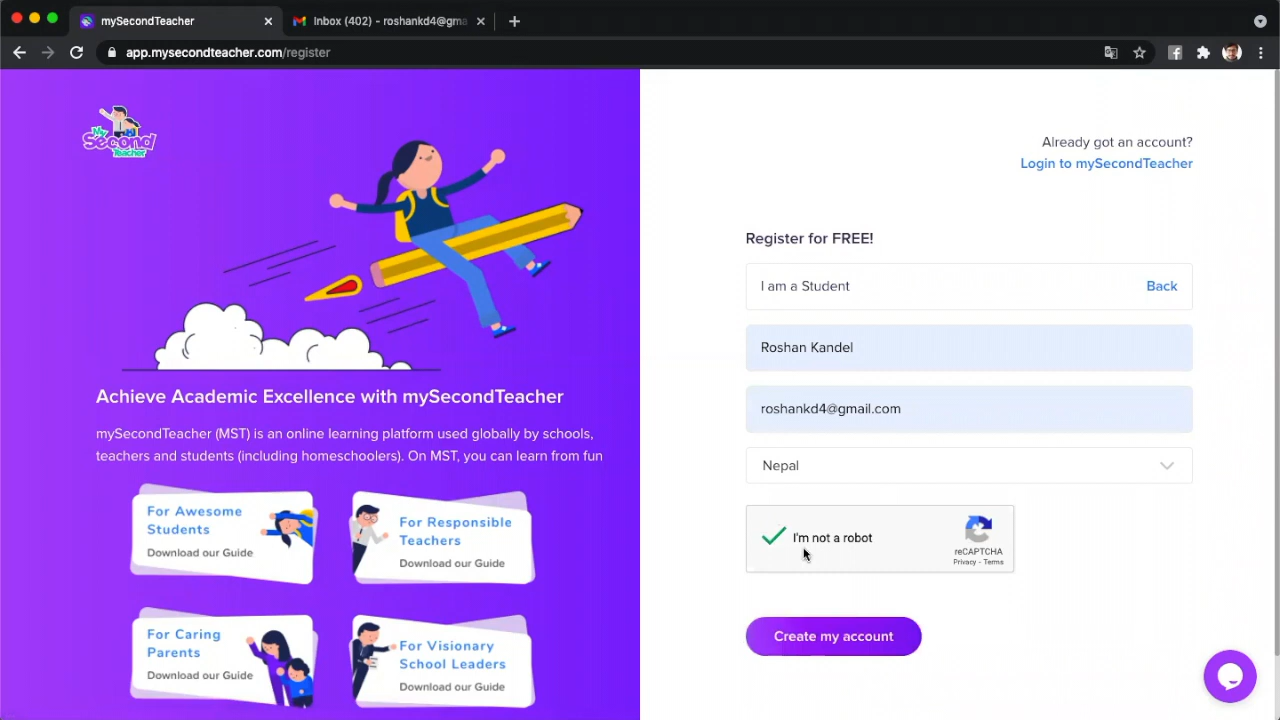 mySecondTeacher
Inbox (402) - roshankd4@gma
app.mysecondteacher.com/register
My
Second
Teacher
Already got an account?
Login to mySecondTeacher
Register for FREE!
I am a Student
Back
Roshan Kandel
roshankd4@gmail.com
Nepal
I'm not a robot
reCAPTCHA
Privacy - Terms
Create my account
Achieve Academic Excellence with mySecondTeacher
mySecondTeacher (MST) is an online learning platform used globally by schools,
teachers and students (including homeschoolers). On MST, you can learn from fun
For Awesome
Students
Download our Guide
For Responsible
Teachers
Download our Guide
For Caring
Parents
Download our Guide
For Visionary
School Leaders
Download our Guide